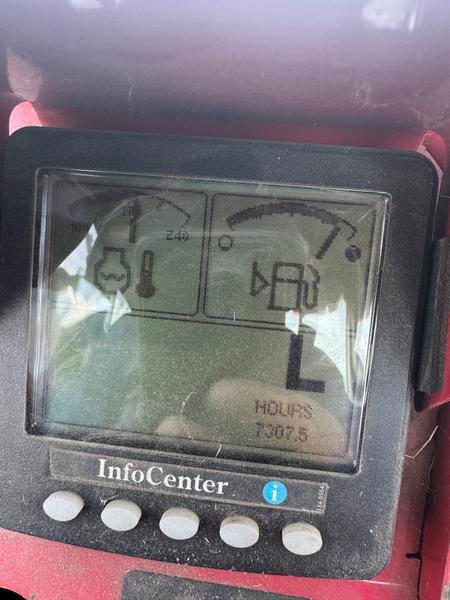 240
L
HOURS
7307.5
InfoCenter
i